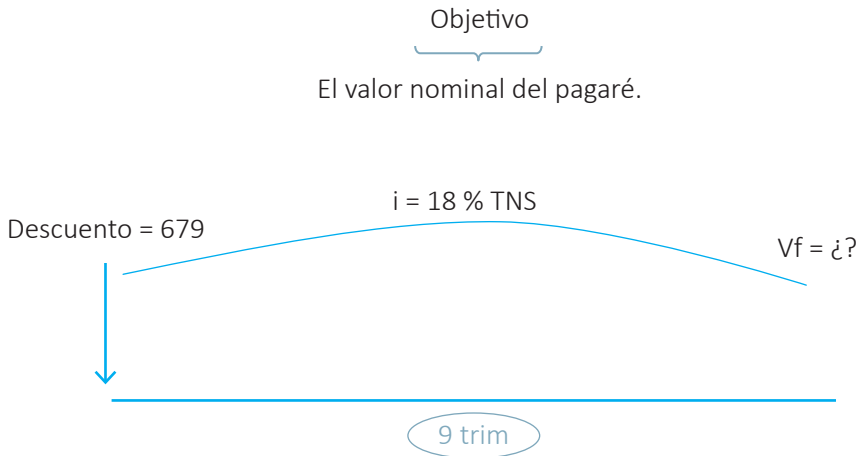 Objetivo
El valor nominal del pagaré.
i = 18 % TNS
Descuento = 679
Vf = ¿?
9 trim